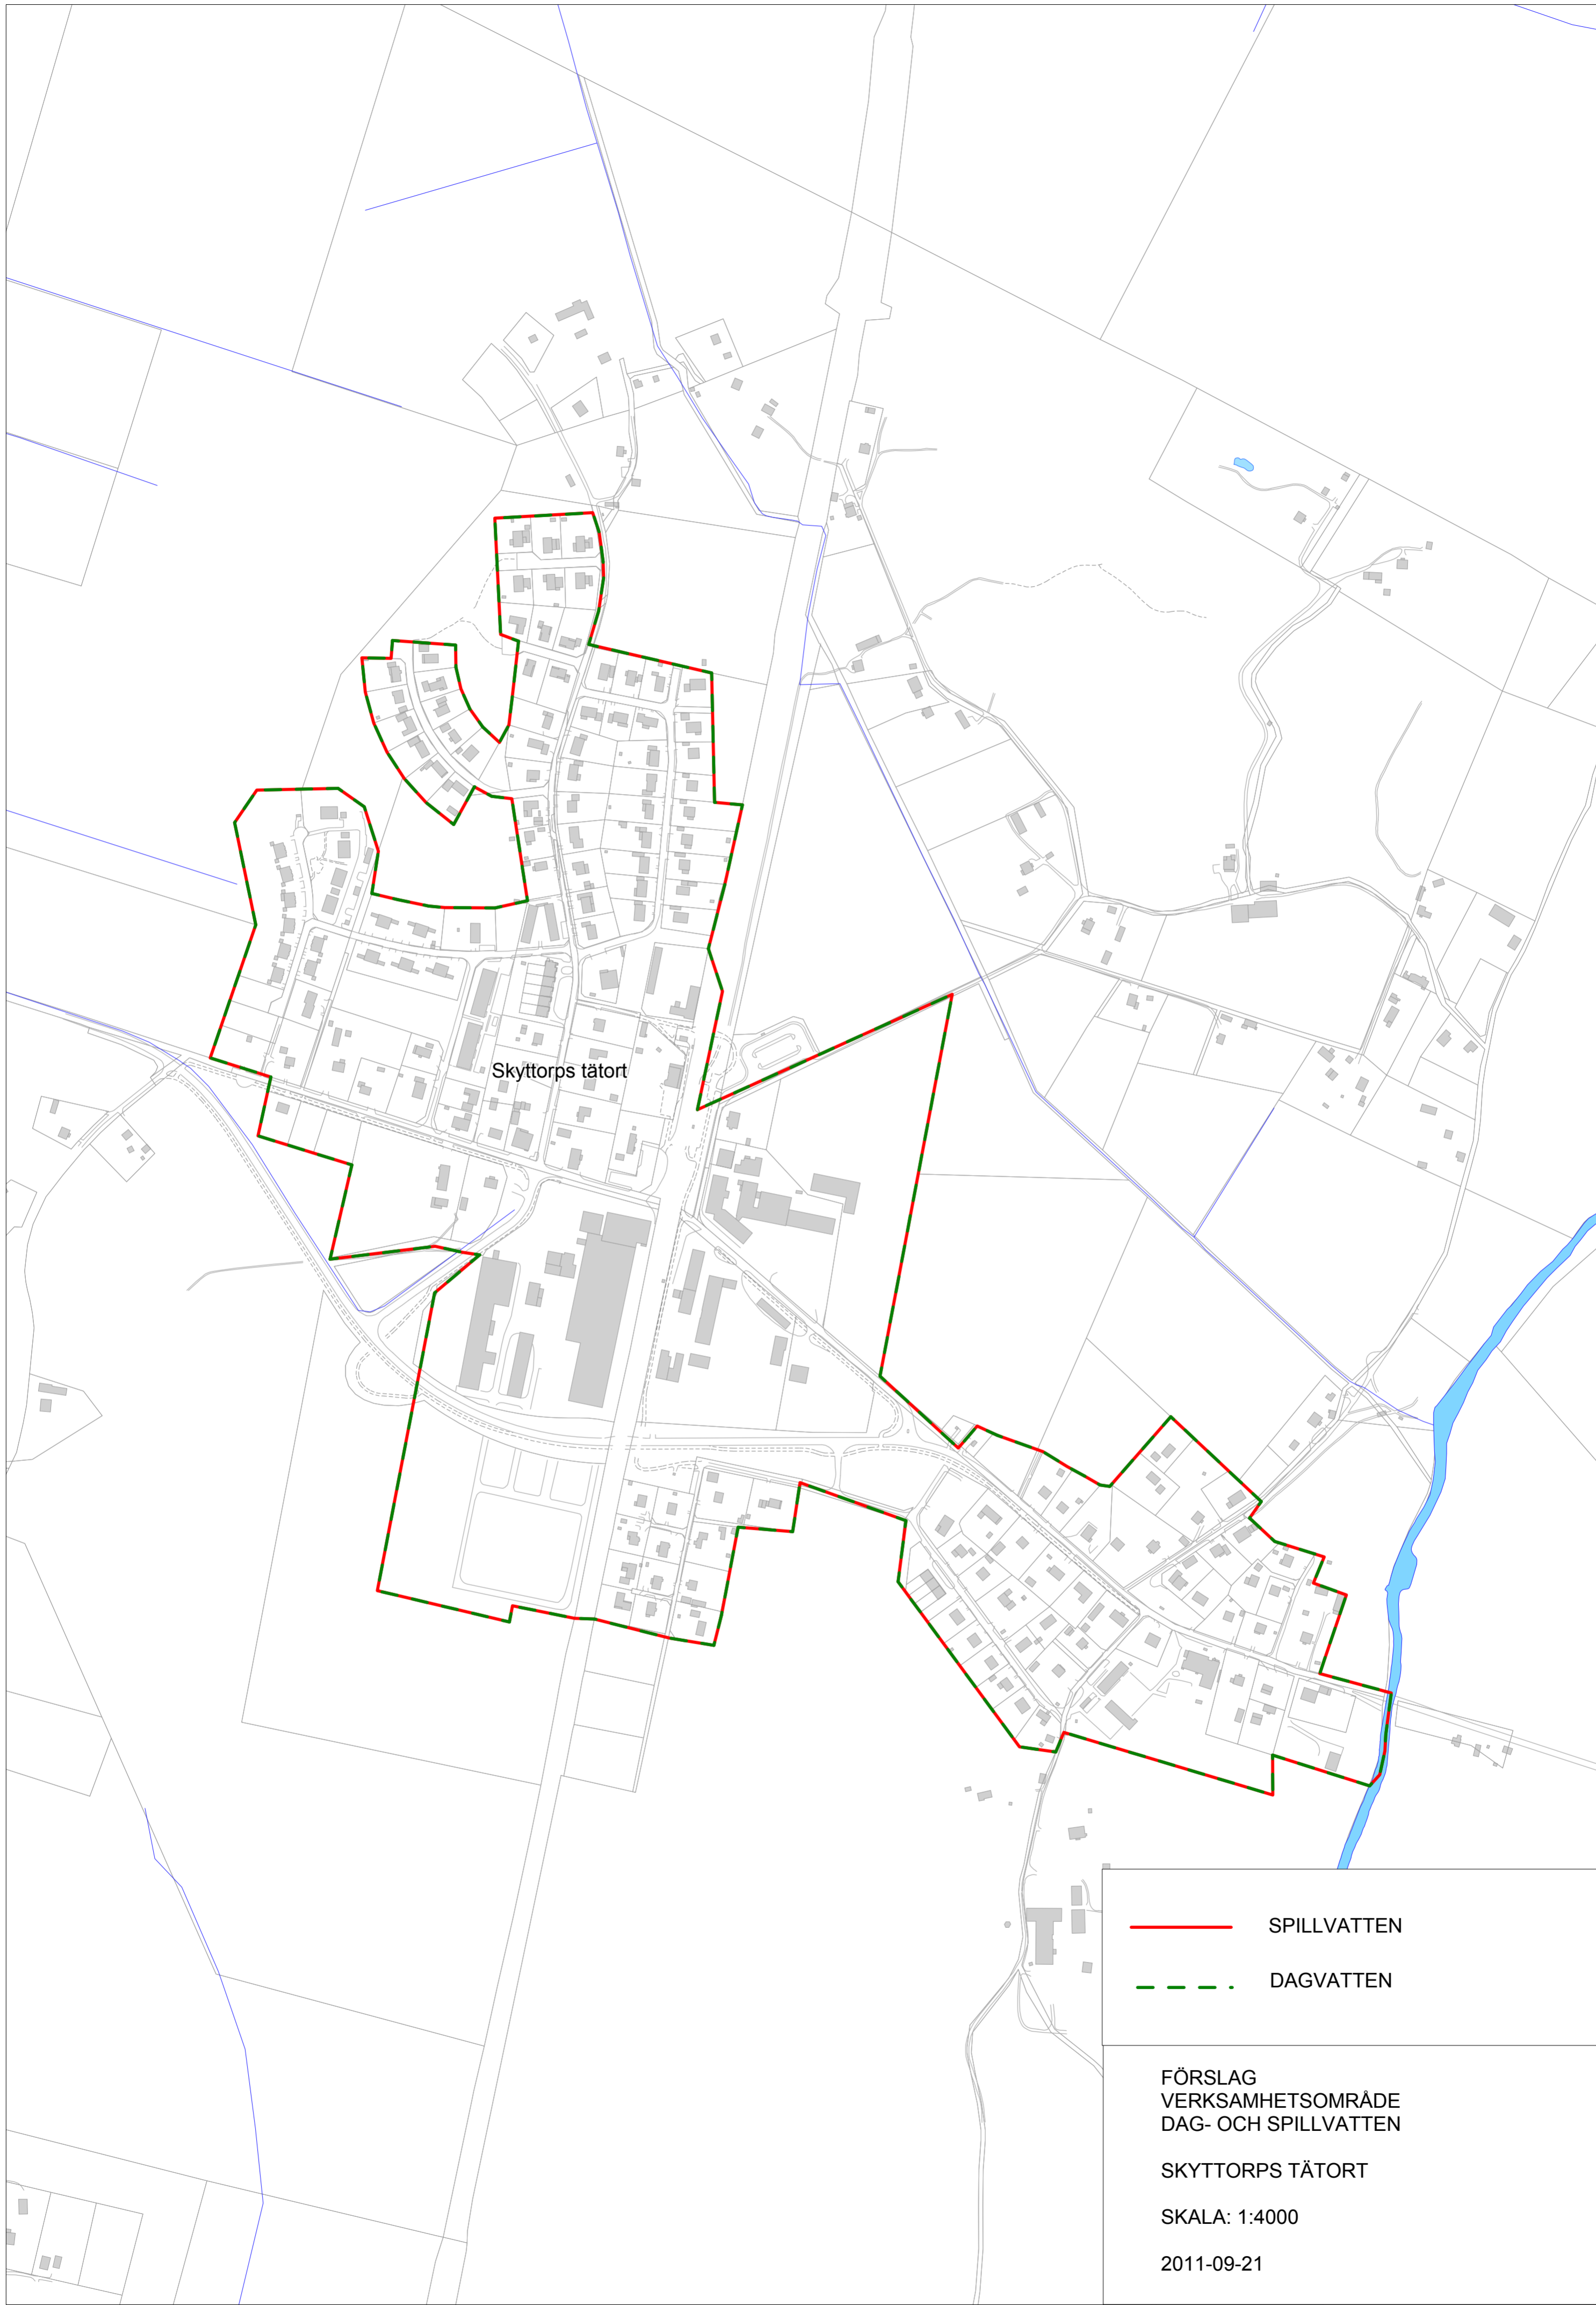 Skyttorps tätort
SPILLVATTEN
DAGVATTEN
FÖRSLAG
VERKSAMHETSOMRÅDE
DAG- OCH SPILLVATTEN
SKYTTORPS TÄTORT
SKALA: 1:4000
2011-09-21